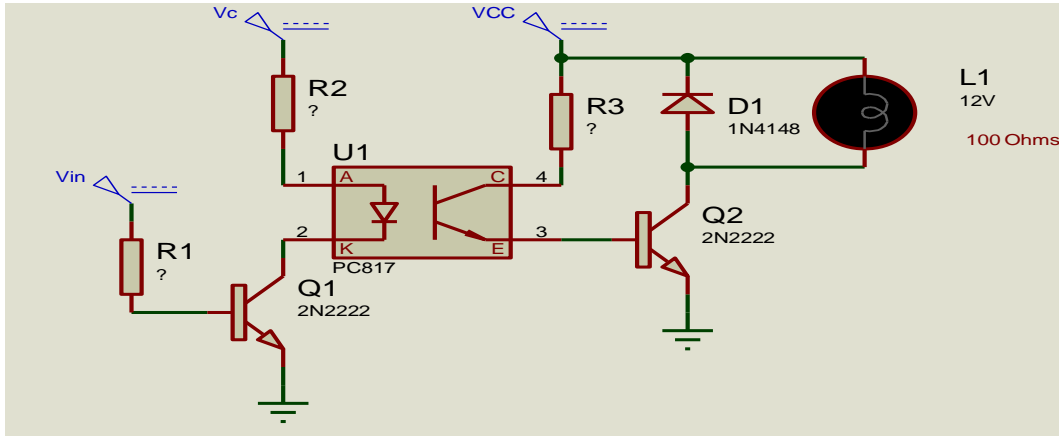 Vc
VCC
R2
?
R3
?
D1
1N4148
L1
12V
100 Ohms
U1
1
A
C
4
Vin
2
K
E
3
PC817
R1
?
Q1
2N2222
Q2
2N2222